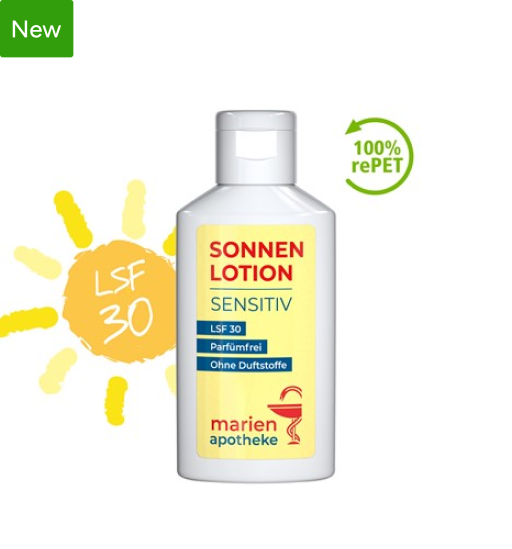 New
100%
rePET
LSF
30
SONNEN
LOTION
SENSITIV
LSF 30
Parfümfrei
Ohne Duftstoffe
marien
apotheke